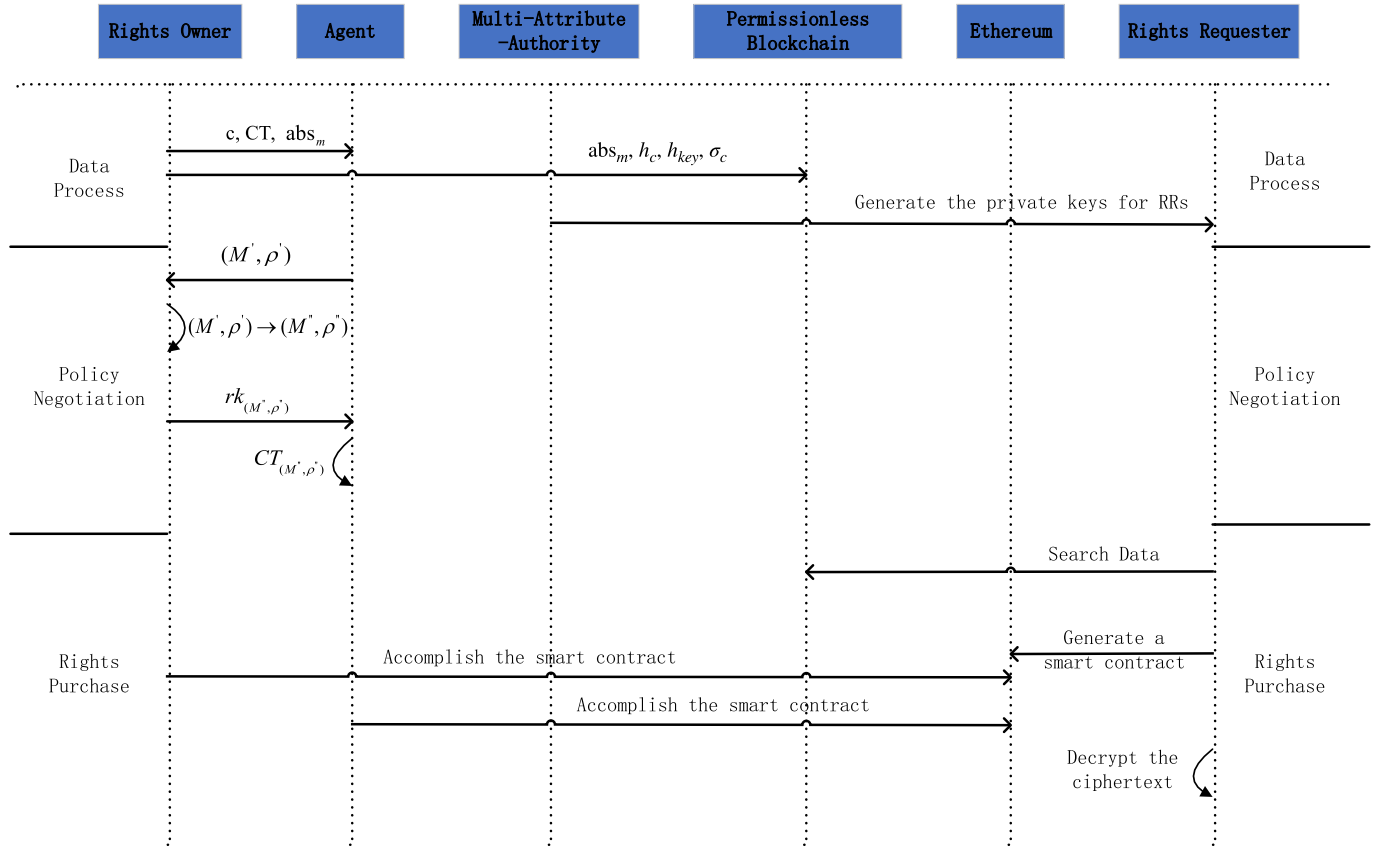 Rights Owner
Agent
Multi-Attribute
-Authority
Permissionless
Blockchain
Ethereum
Rights Requester
c, CT, abs_m
abs_m, h_c, h_key, σ_c
Data
Process
Data
Process
Generate the private keys for RRs
(M', ρ')
(M', ρ') → (M", ρ")
Policy
Negotiation
Policy
Negotiation
rk_(M", ρ")
CT_(M", ρ")
Search Data
Generate a
smart contract
Accomplish the smart contract
Rights
Purchase
Rights
Purchase
Accomplish the smart contract
Decrypt the
ciphertext